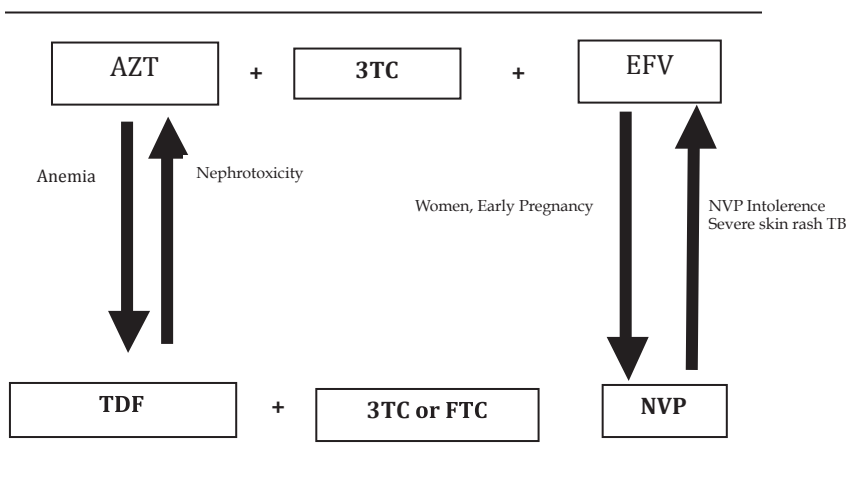 AZT + 3TC + EFV
Anemia
Nephrotoxicity
Women, Early Pregnancy
NVP Intolerence
Severe skin rash TB
TDF + 3TC or FTC
NVP